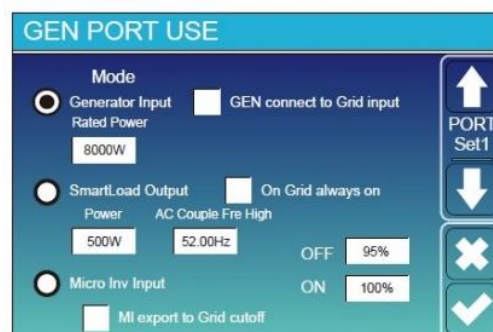 GEN PORT USE
Mode
Generator Input GEN connect to Grid input
Rated Power
8000W
PORT
Set1
SmartLoad Output On Grid always on
Power AC Couple Fre High
500W 52.00Hz
OFF 95%
Micro Inv Input ON 100%
MI export to Grid cutoff